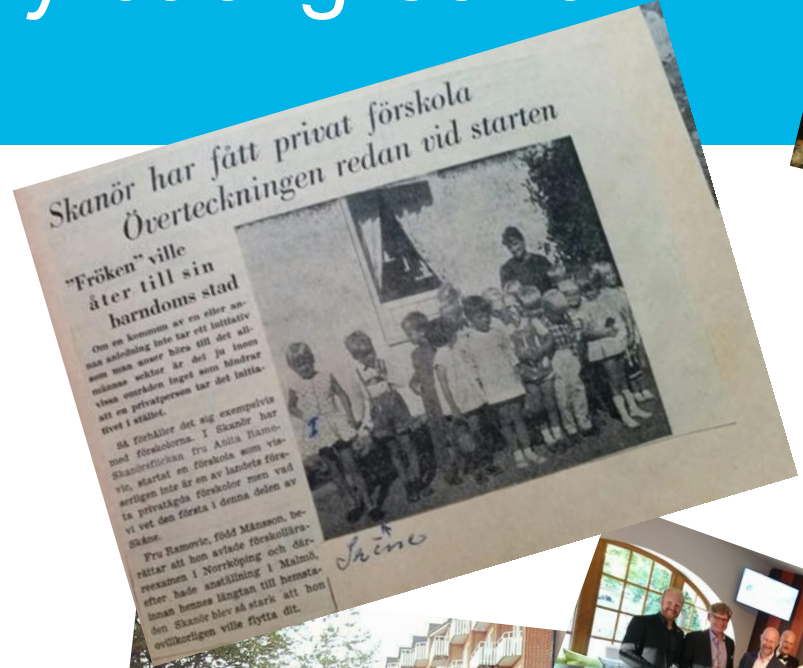 Skanör har fått privat förskola
Överteckningen redan vid starten
"Fröken" ville
åter till sin
barndoms stad
Om en kommun av en eller an-
nan anledning inte tar ett initiativ
som man anser höra till det all-
männas sektor är det ju inom
vissa områden inget som hindrar
att en privatperson tar det initia-
tivet i stället.
Så förhåller det sig exempelvis
med förskolorna. I Skanör har
Skanörsflickan fru Anita Ramo-
vic, startat en förskola som vis-
serligen inte är en av landets förs-
ta privatägda förskolor men vad
vi vet den första i denna delen av
Skåne.
Fru Ramovic, född Månsson, be-
rättar att hon avlade förskollära-
reexamen i Norrköping och där-
efter hade anställning i Malmö,
innan hennes längtan till hemsta-
den Skanör blev så stark att hon
ovillkorligen ville flytta dit.